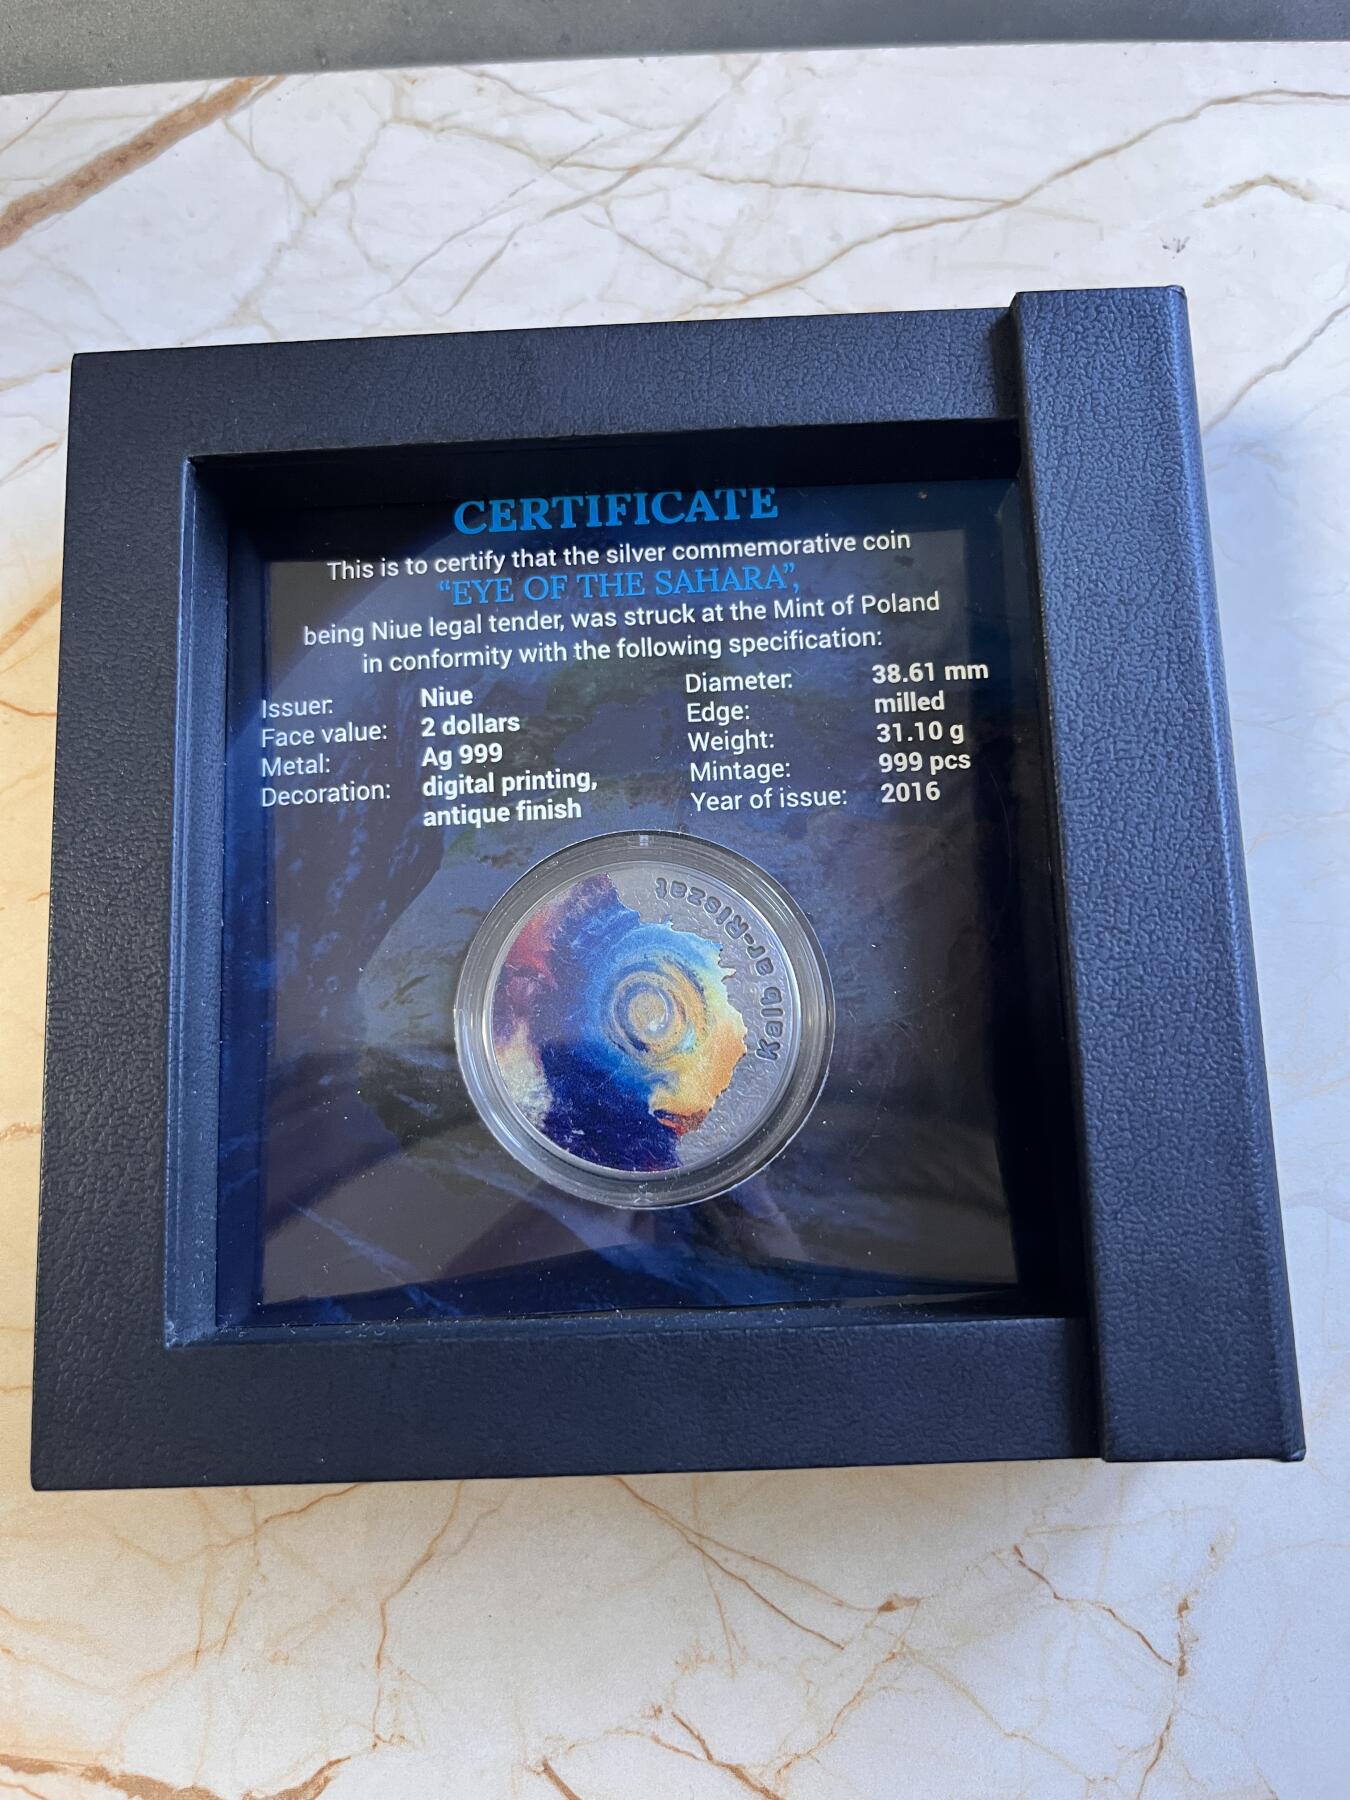 CERTIFICATE
This is to certify that the silver commemorative coin
“EYE OF THE SAHARA”,
being Niue legal tender, was struck at the Mint of Poland
in conformity with the following specification:
Issuer: Niue
Face value: 2 dollars
Metal: Ag 999
Decoration: digital printing,
antique finish
Diameter: 38.61 mm
Edge: milled
Weight: 31.10 g
Mintage: 999 pcs
Year of issue: 2016
Kalb ar-Riszat